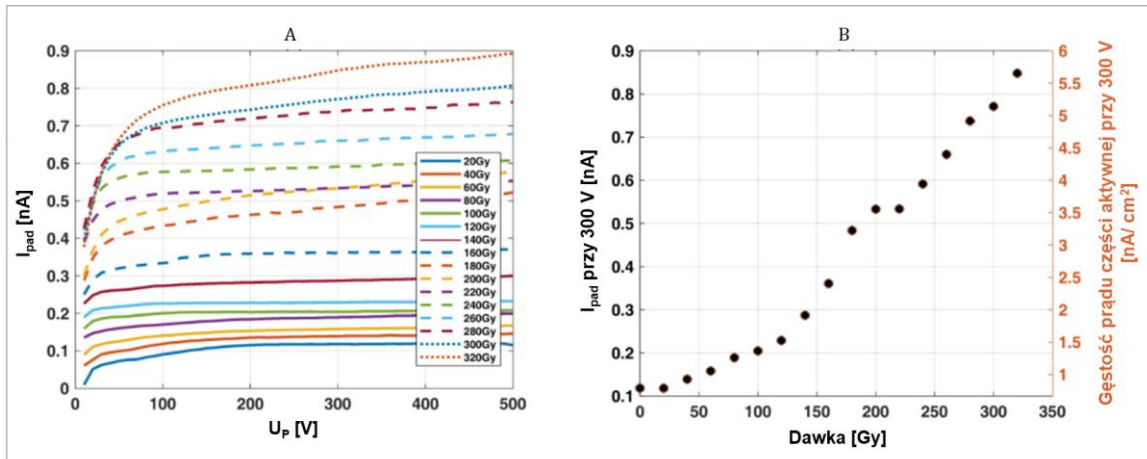 A
0.9
0.8
0.7
0.6
0.5
0.4
0.3
0.2
0.1
0
I_pad [nA]
0
100
200
300
400
500
U_P [V]
20Gy
40Gy
60Gy
80Gy
100Gy
120Gy
140Gy
160Gy
180Gy
200Gy
220Gy
240Gy
260Gy
280Gy
300Gy
320Gy
B
0.9
0.8
0.7
0.6
0.5
0.4
0.3
0.2
0.1
I_pad przy 300 V [nA]
0
50
100
150
200
250
300
350
Dawka [Gy]
6
5.5
5
4.5
4
3.5
3
2.5
2
1.5
1
Gęstość prądu części aktywnej przy 300 V
[nA/ cm²]